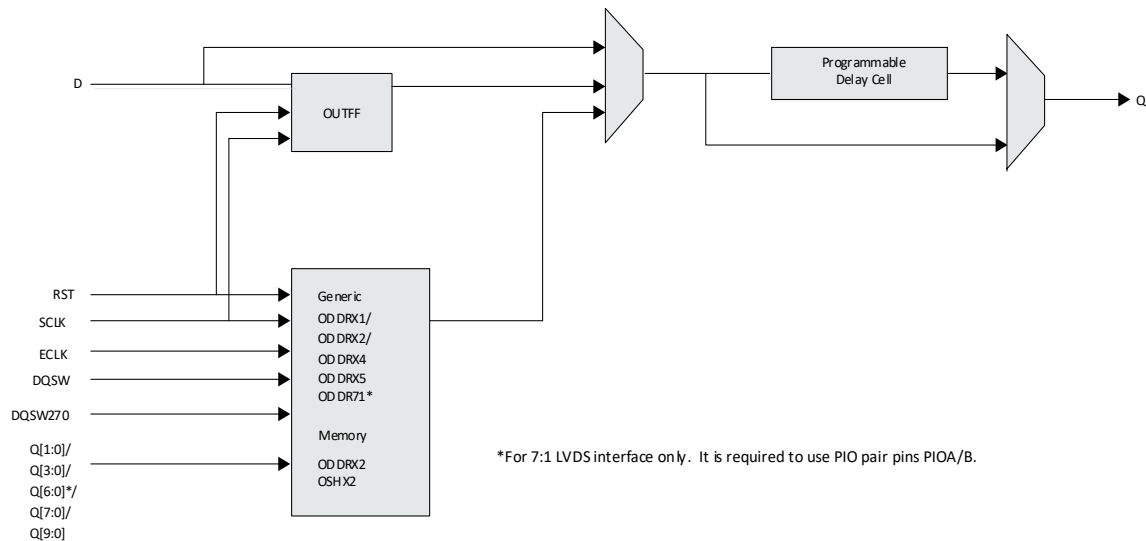 D
OUTFF
Programmable
Delay Cell
Q
RST
SCLK
ECLK
DQSW
DQSW270
Q[1:0]/
Q[3:0]/
Q[6:0]*/
Q[7:0]/
Q[9:0]
Generic
ODDRX1/
ODDRX2/
ODDRX4
ODDRX5
ODDR71*
Memory
ODDRX2
OSHX2
*For 7:1 LVDS interface only. It is required to use PIO pair pins PIOA/B.